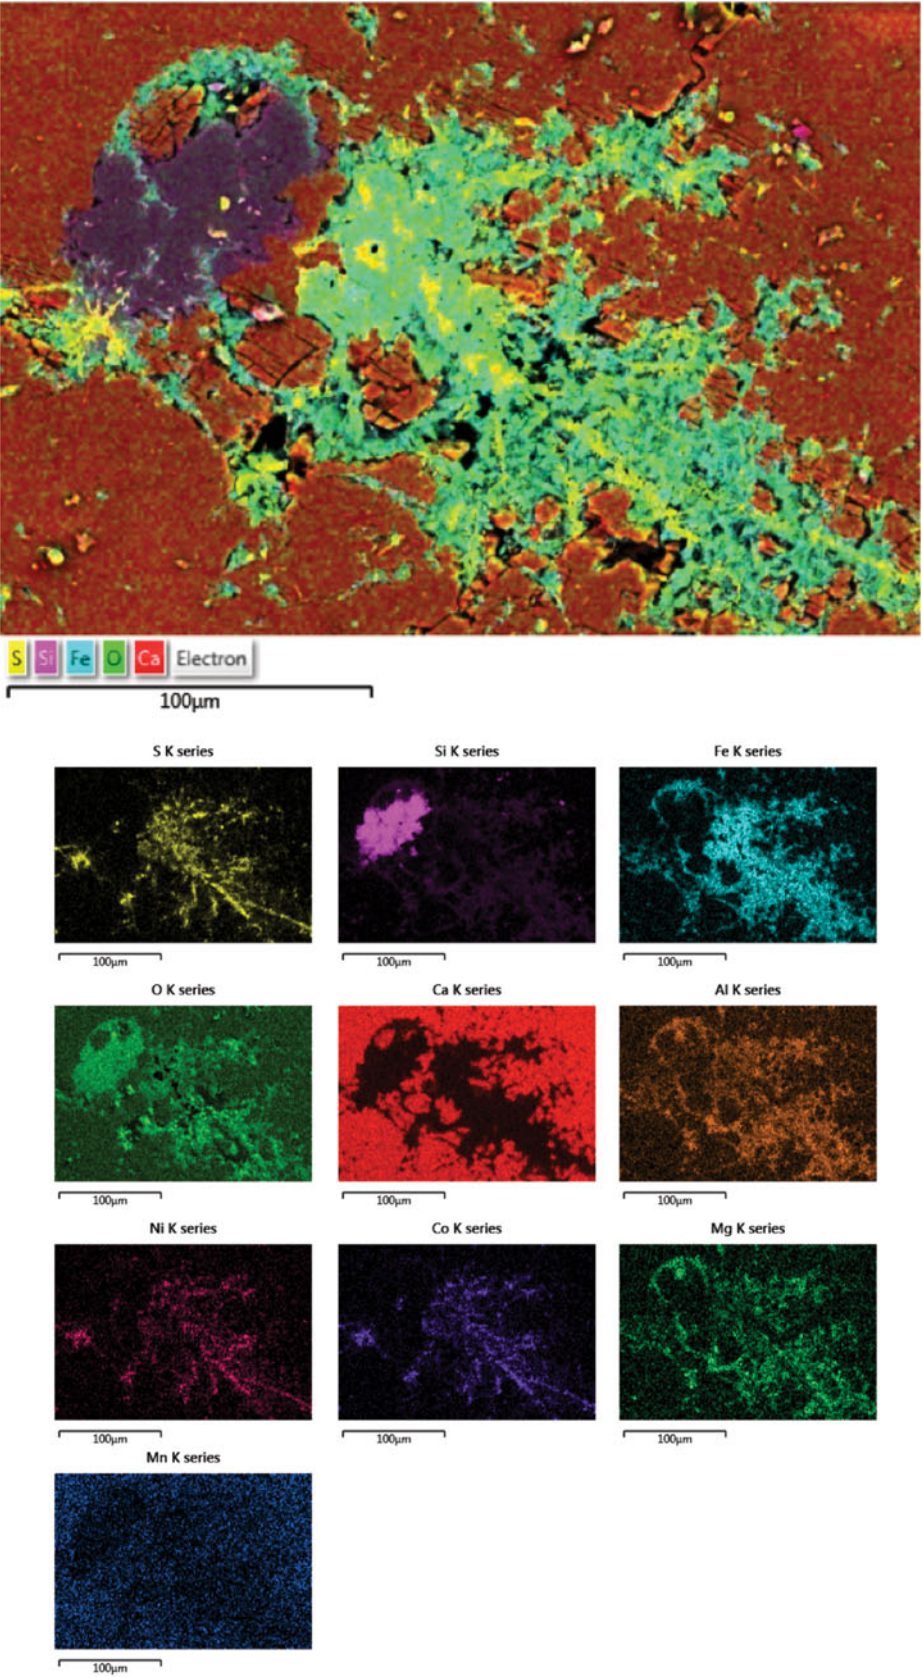 S Si Fe O Ca Electron
100µm
S K series Si K series Fe K series
100µm 100µm 100µm
O K series Ca K series Al K series
100µm 100µm 100µm
Ni K series Co K series Mg K series
100µm 100µm 100µm
Mn K series
100µm